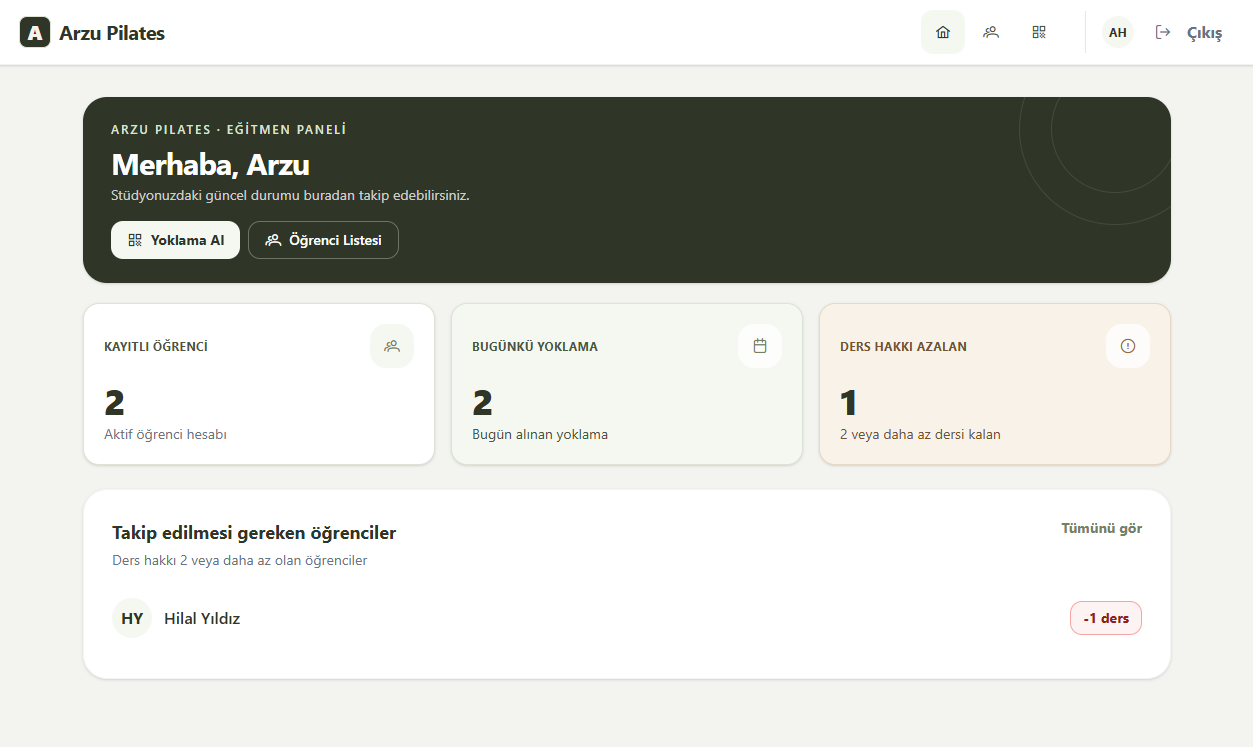 A Arzu Pilates
AH Çıkış
ARZU PILATES · EĞİTMEN PANELİ
Merhaba, Arzu
Stüdyonuzdaki güncel durumu buradan takip edebilirsiniz.
Yoklama Al Öğrenci Listesi
KAYITLI ÖĞRENCİ
2
Aktif öğrenci hesabı
BUGÜNKÜ YOKLAMA
2
Bugün alınan yoklama
DERS HAKKI AZALAN
1
2 veya daha az dersi kalan
Takip edilmesi gereken öğrenciler
Tümünü gör
Ders hakkı 2 veya daha az olan öğrenciler
HY Hilal Yıldız
-1 ders